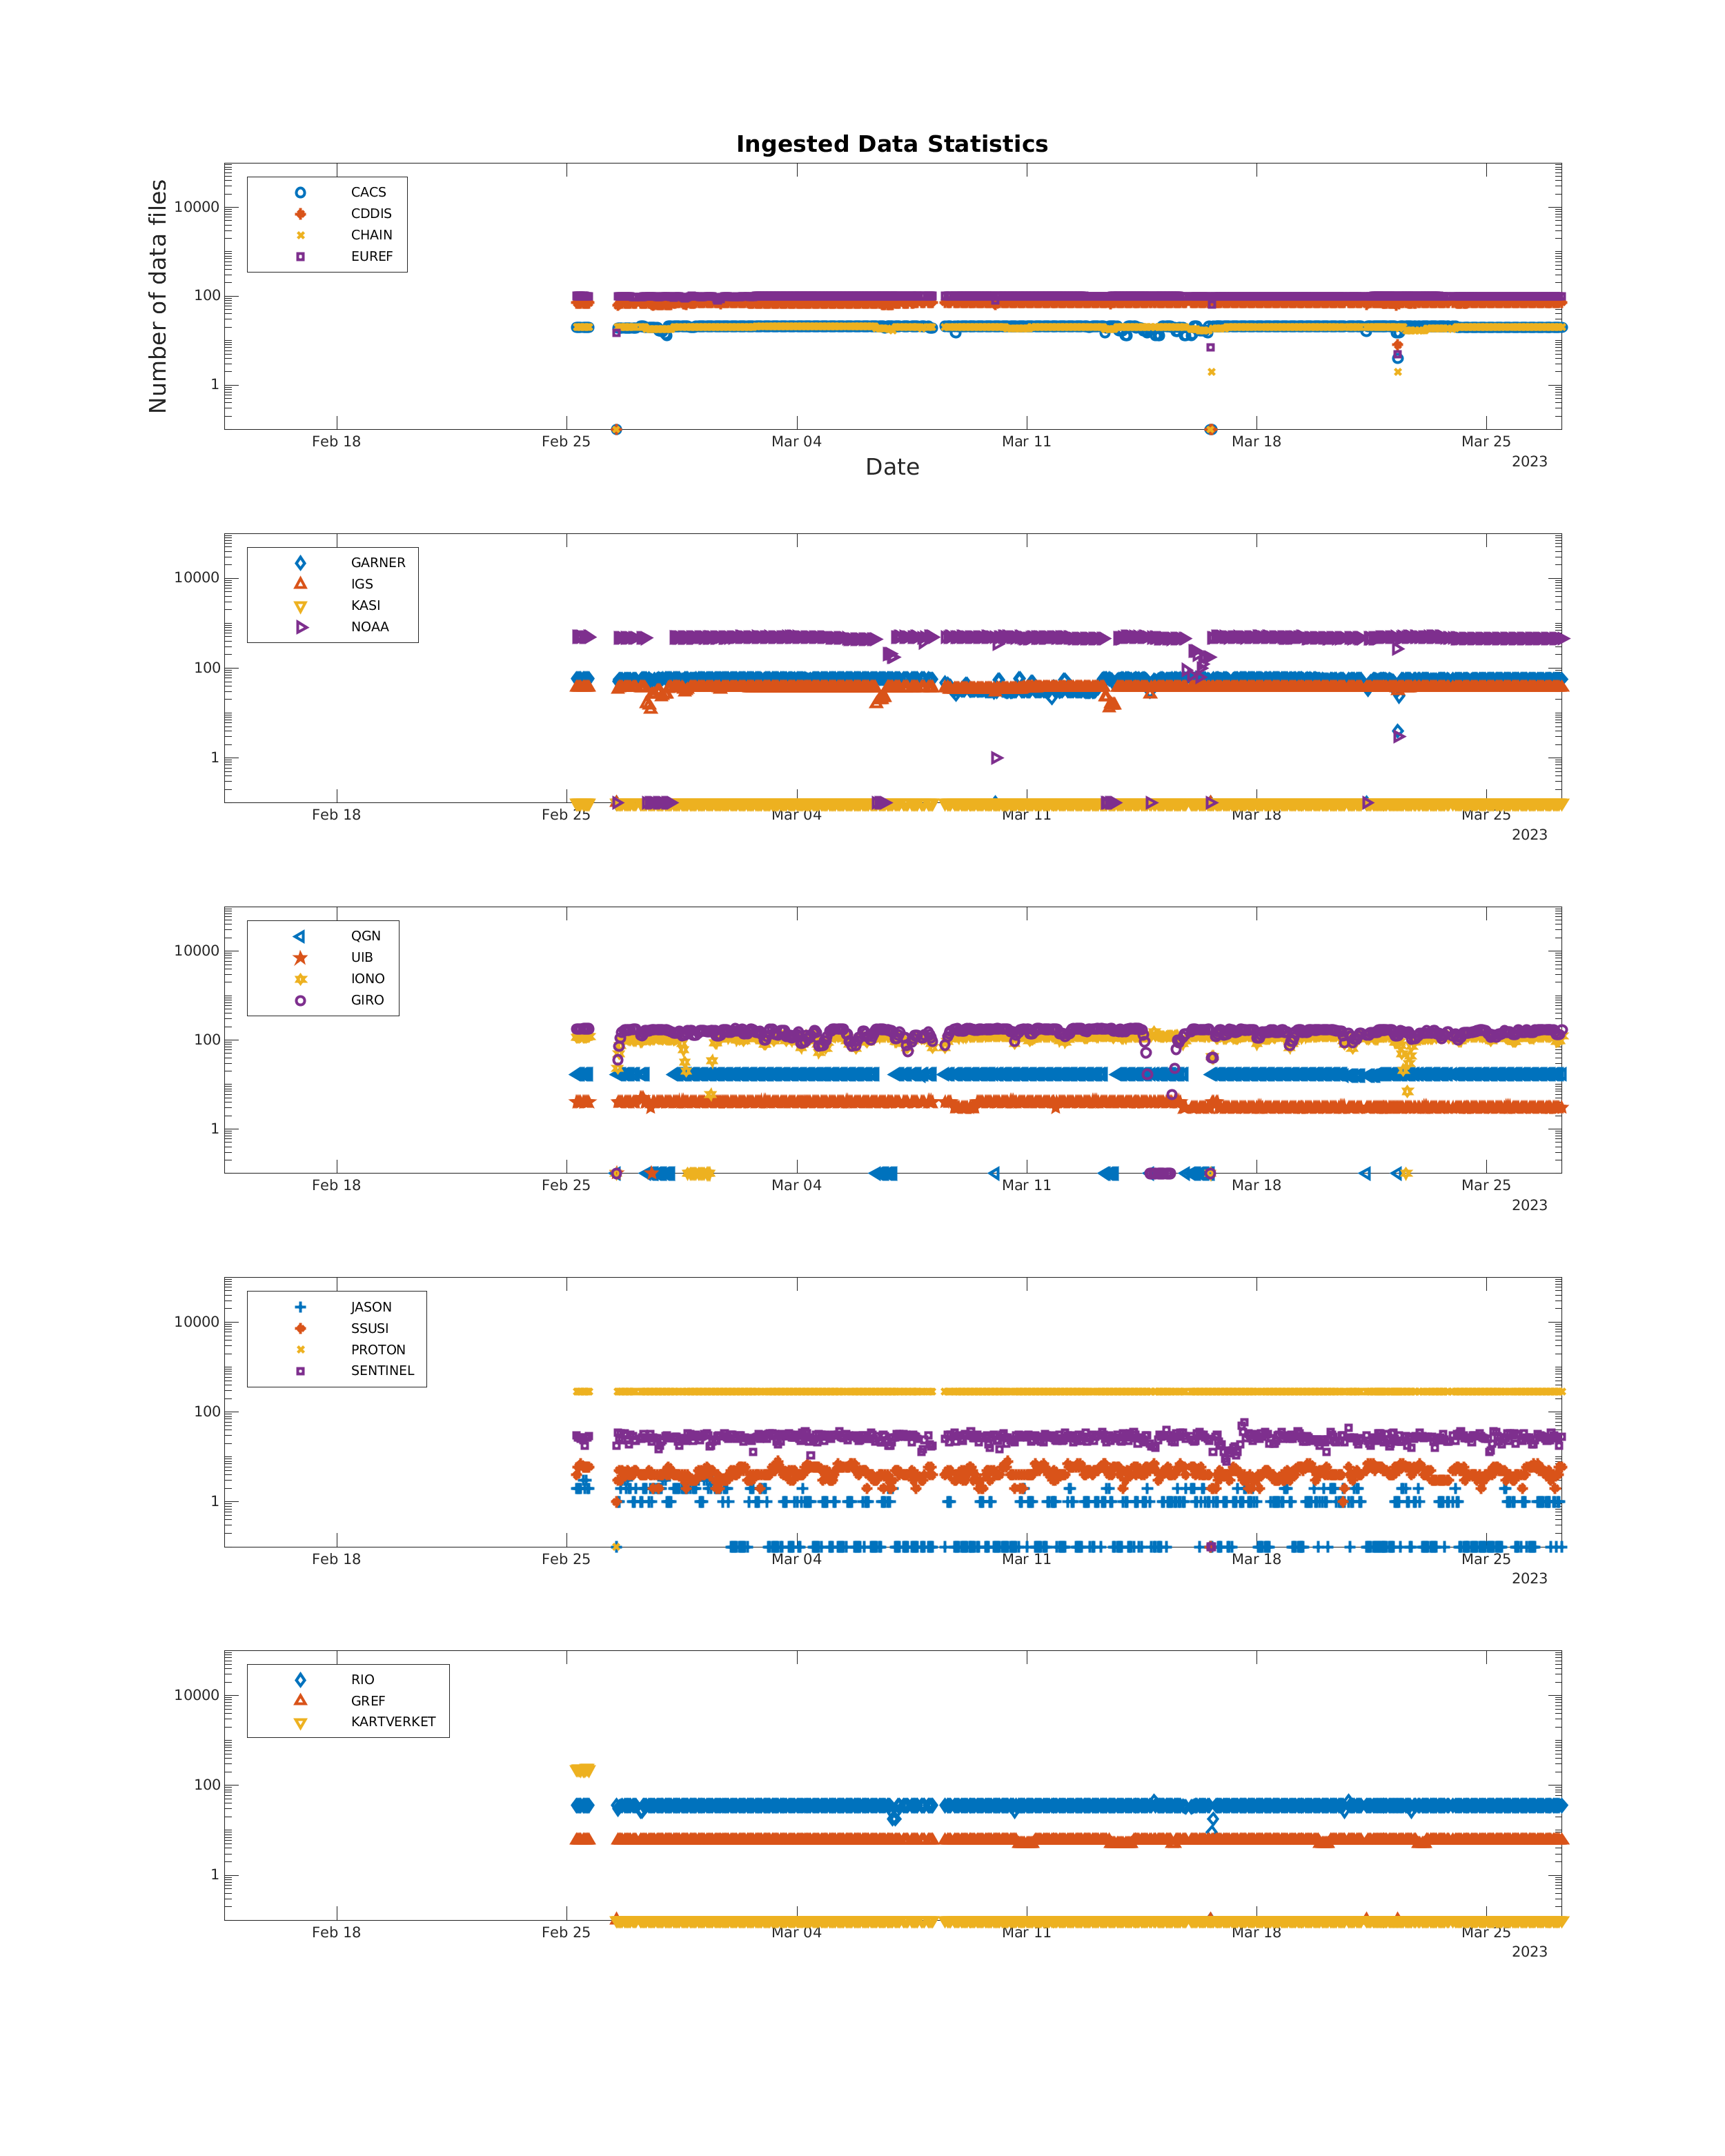 Ingested Data Statistics
Number of data files
CACS
CDDIS
CHAIN
EUREF
10000
100
1
Feb 18 Feb 25 Mar 04 Mar 11 Mar 18 Mar 25
2023
Date
GARNER
IGS
KASI
NOAA
10000
100
1
Feb 18 Feb 25 Mar 04 Mar 11 Mar 18 Mar 25
2023
QGN
UIB
IONO
GIRO
10000
100
1
Feb 18 Feb 25 Mar 04 Mar 11 Mar 18 Mar 25
2023
JASON
SSUSI
PROTON
SENTINEL
10000
100
1
Feb 18 Feb 25 Mar 04 Mar 11 Mar 18 Mar 25
2023
RIO
GREF
KARTVERKET
10000
100
1
Feb 18 Feb 25 Mar 04 Mar 11 Mar 18 Mar 25
2023